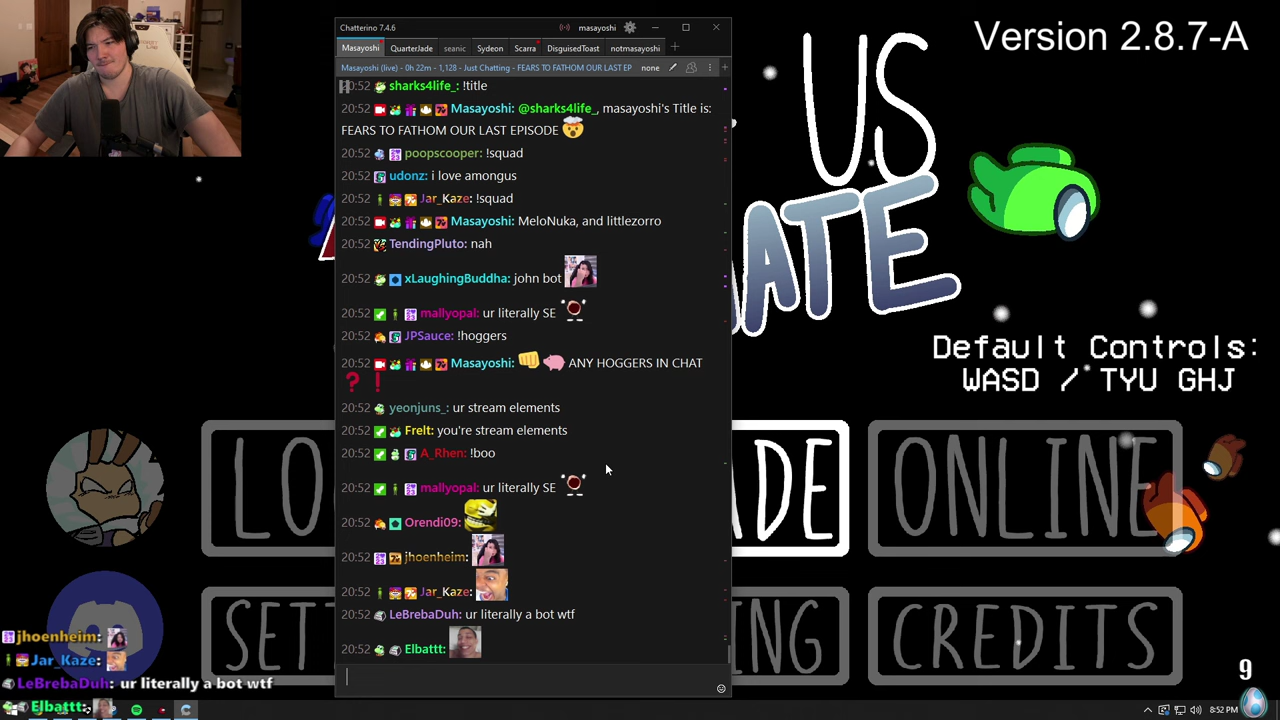 Chatterino 7.4.6
masayoshi
Version 2.8.7-A
Masayoshi
QuarterJade
seanic
Sydeon
Scarra
DisguisedToast
notmasayoshi
Masayoshi (live) - 0h 22m - 1,128 - Just Chatting - FEARS TO FATHOM OUR LAST EP
none
20:52 sharks4life_: !title
20:52 Masayoshi: @sharks4life_, masayoshi's Title is:
FEARS TO FATHOM OUR LAST EPISODE 🤯
20:52 poopscooper: !squad
20:52 udonz: i love amongus
20:52 Jar_Kaze: !squad
20:52 Masayoshi: MeloNuka, and littlezorro
20:52 TendingPluto: nah
20:52 xLaughingBuddha: john bot
20:52 mallyopal: ur literally SE
20:52 JPSauce: !hoggers
20:52 Masayoshi: 👊 🐖 ANY HOGGERS IN CHAT
❓ ❗
20:52 yeonjuns_: ur stream elements
20:52 Frelt: you're stream elements
20:52 A_Rhen: !boo
20:52 mallyopal: ur literally SE
20:52 Orendi09:
20:52 jhoenheim:
20:52 Jar_Kaze:
20:52 LeBrebaDuh: ur literally a bot wtf
20:52 Elbattt:
US
Default Controls:
WASD / TYU GHJ
ONLINE
CREDITS
jhoenheim:
Jar_Kaze:
LeBrebaDuh: ur literally a bot wtf
Elbattt:
9
8:52 PM